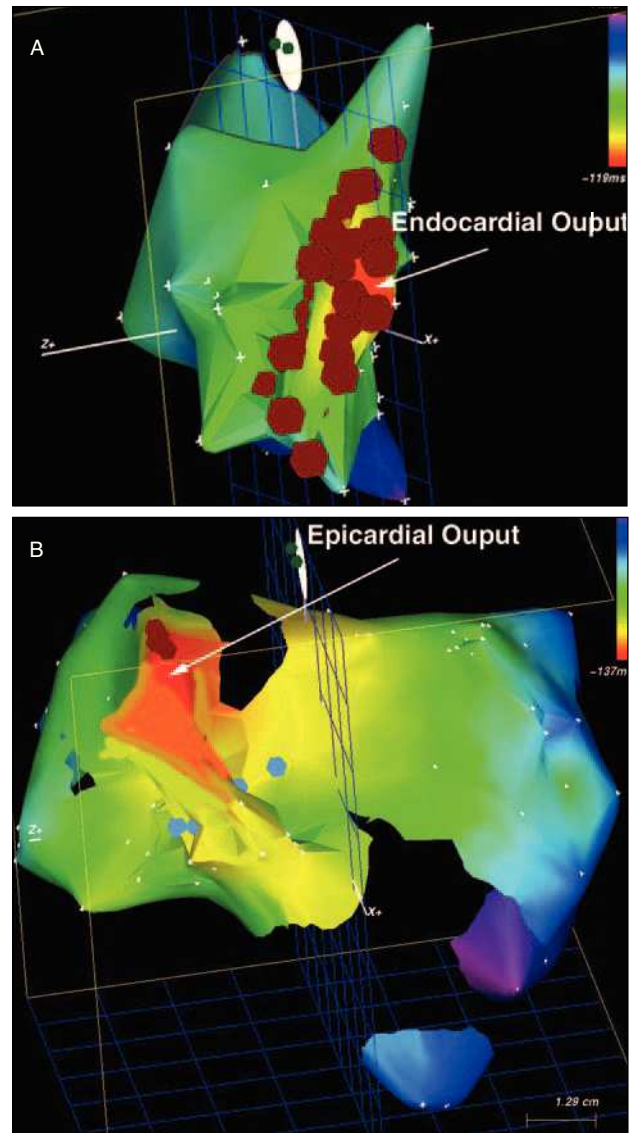 A
-119ms
Endocardial Ouput
Z+
X+
B
Epicardial Ouput
-137m
Z+
X+
1.29 cm